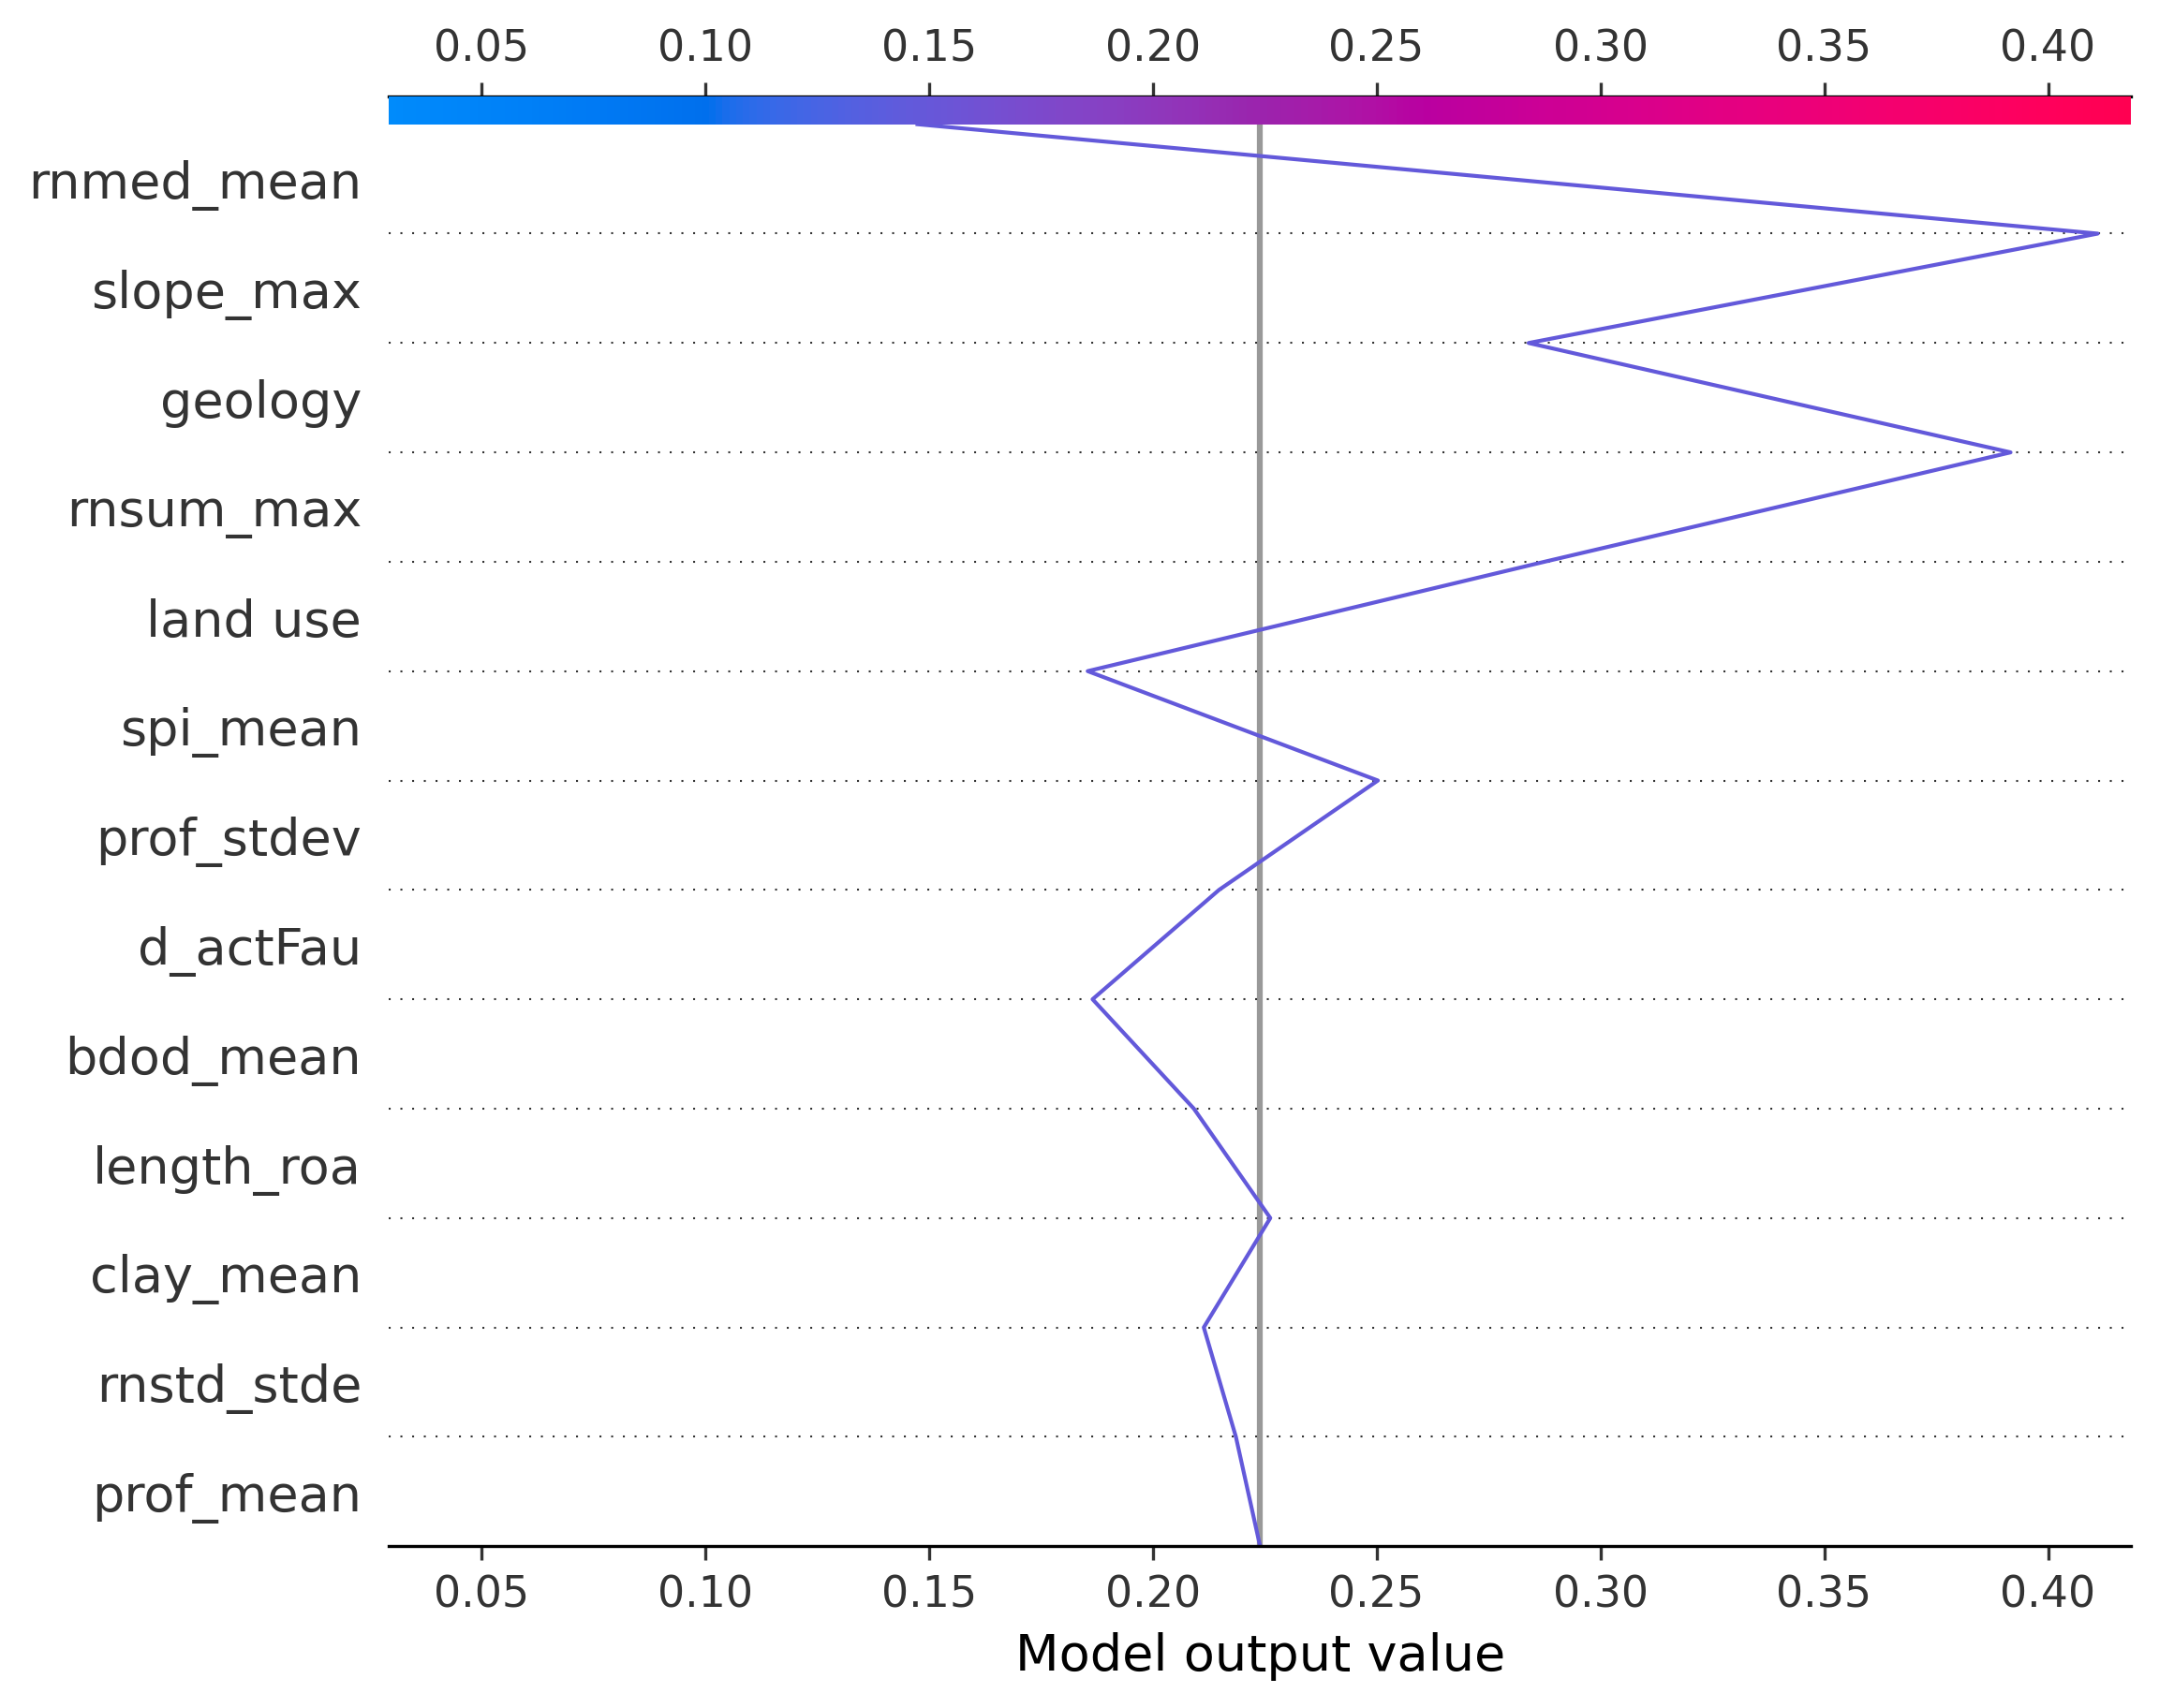 0.05 0.10 0.15 0.20 0.25 0.30 0.35 0.40
rnmed_mean
slope_max
geology
rnsum_max
land use
spi_mean
prof_stdev
d_actFau
bdod_mean
length_roa
clay_mean
rnstd_stde
prof_mean
0.05 0.10 0.15 0.20 0.25 0.30 0.35 0.40
Model output value